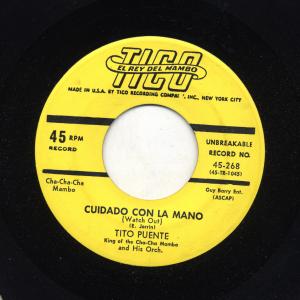 TICO
EL REY DEL MAMBO
MADE IN U.S.A. BY TICO RECORDING COMPANY, INC., NEW YORK CITY
45 RPM
RECORD
UNBREAKABLE
RECORD NO.
45-268
(45-TR-1045)
Cha-Cha-Cha
Mambo
Guy Barry Ent.
(ASCAP)
CUIDADO CON LA MANO
(Watch Out)
(E. Jarrin)
TITO PUENTE
King of the Cha-Cha Mambo
and His Orch.